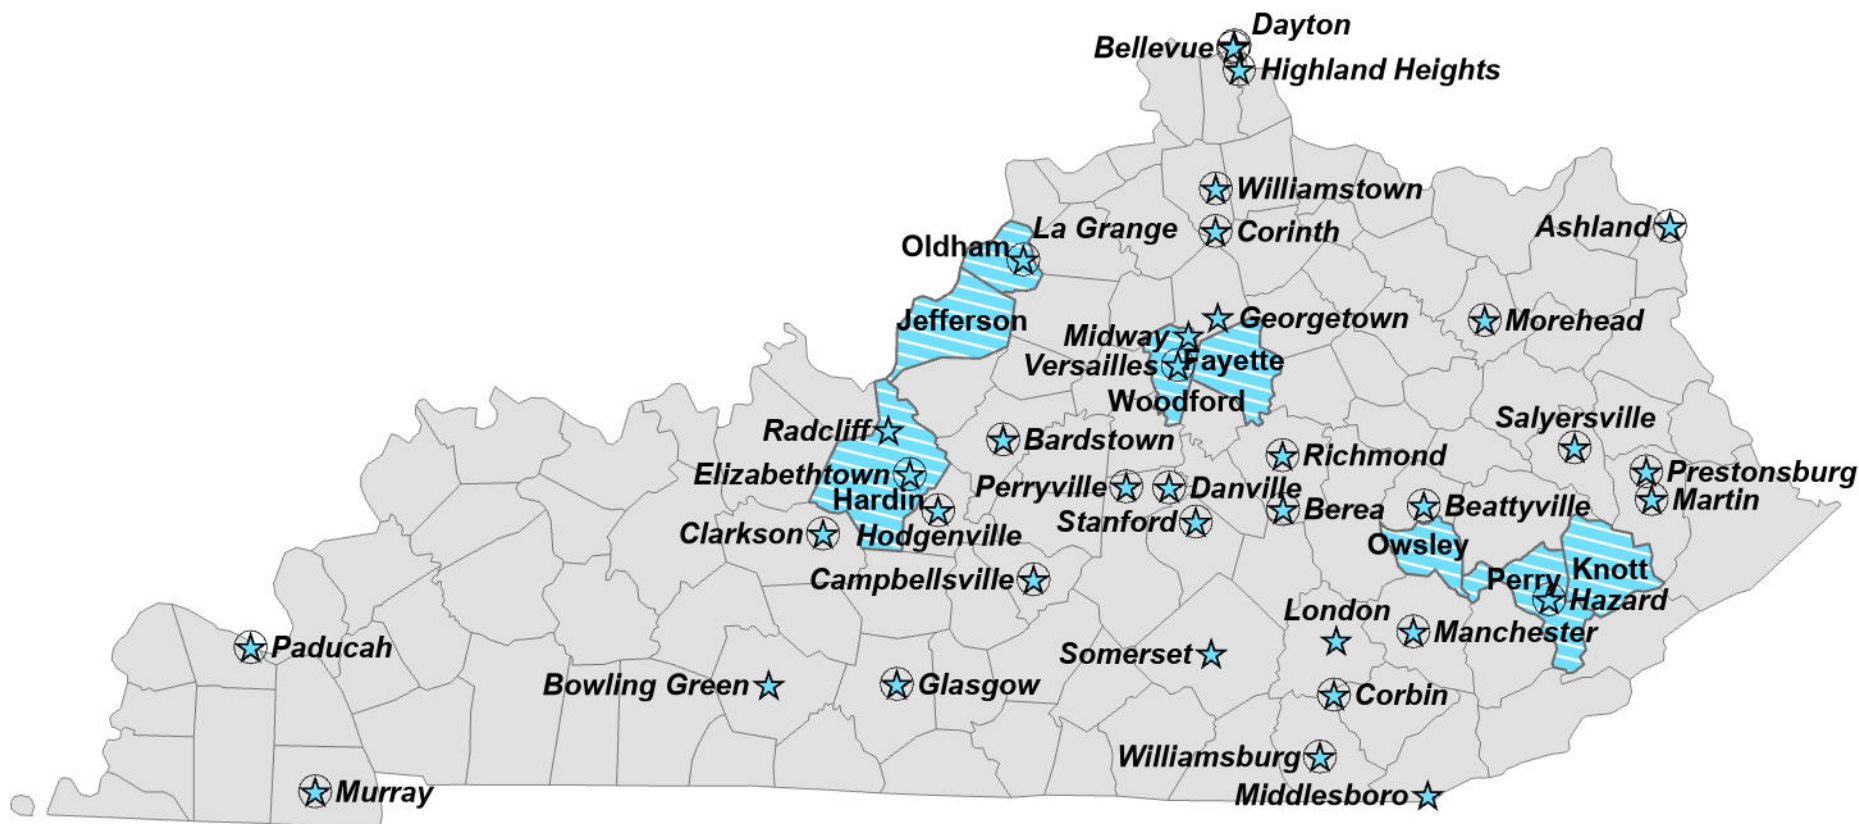 Dayton
Bellevue
Highland Heights
Williamstown
La Grange
Corinth
Ashland
Oldham
Jefferson
Georgetown
Morehead
Midway
Versailles
Fayette
Woodford
Salyersville
Radcliff
Bardstown
Richmond
Elizabethtown
Prestonsburg
Hardin
Perryville
Danville
Martin
Berea
Beattyville
Stanford
Clarkson
Hodgenville
Owsley
Campbellsville
Perry
Knott
Hazard
London
Manchester
Paducah
Somerset
Bowling Green
Glasgow
Corbin
Williamsburg
Murray
Middlesboro